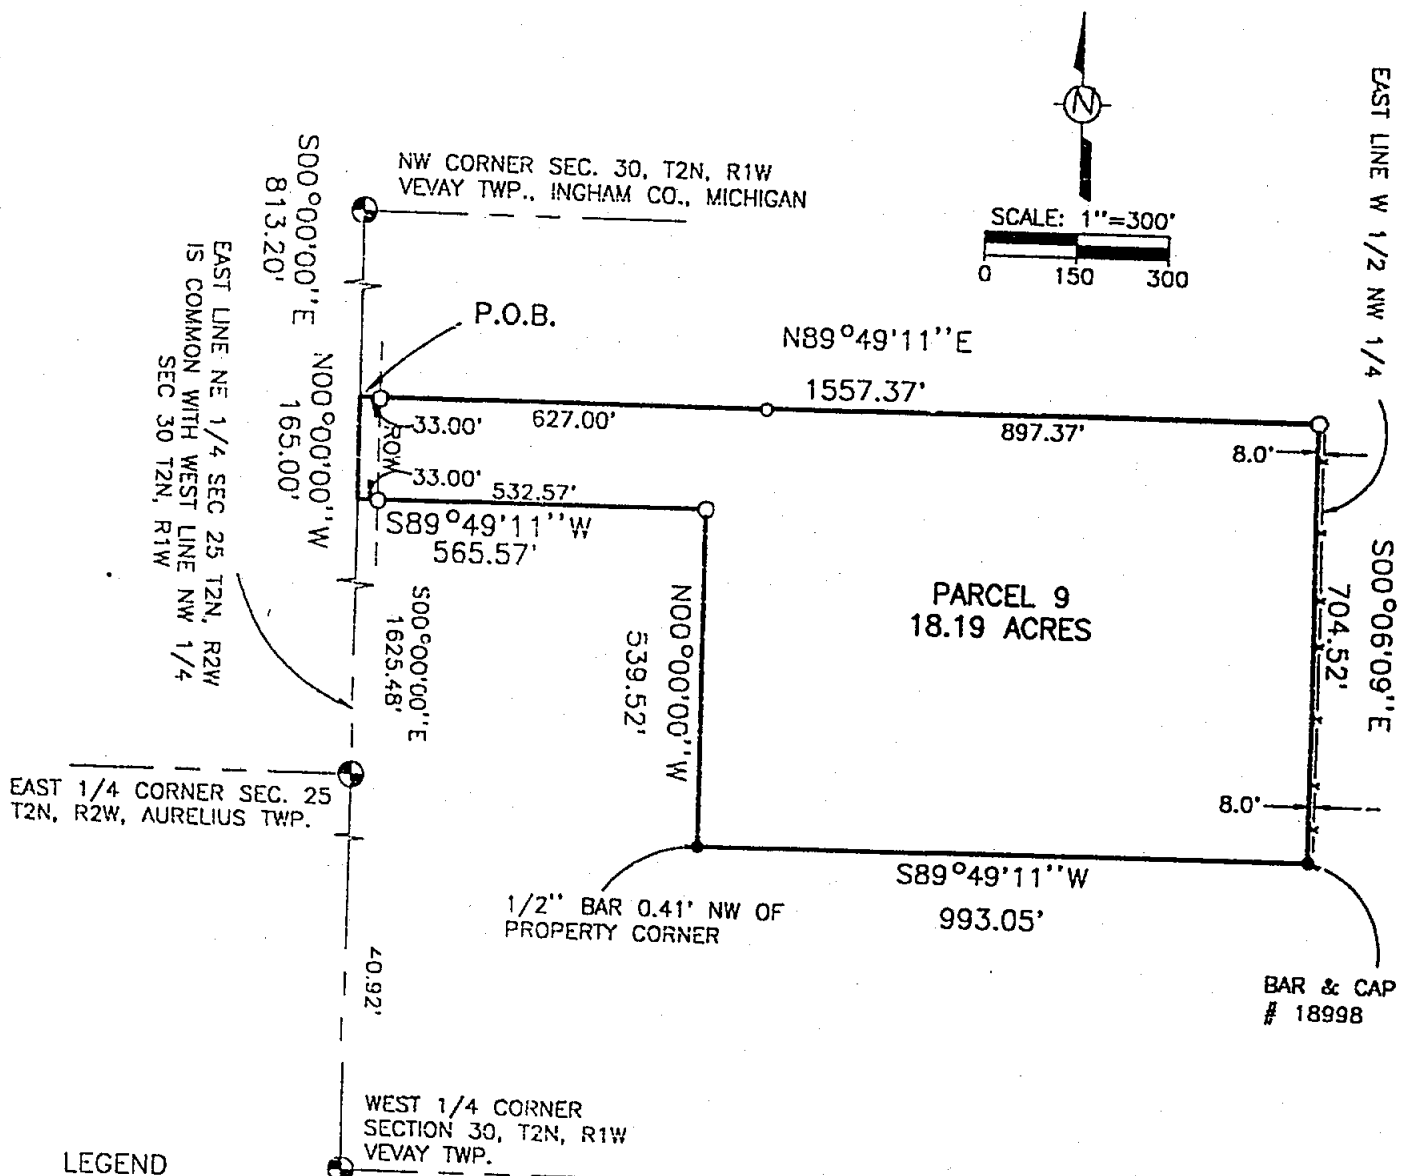 N
SCALE: 1''=300'
0 150 300
EAST LINE W 1/2 NW 1/4
NW CORNER SEC. 30, T2N, R1W
VEVAY TWP., INGHAM CO., MICHIGAN
S00°00'00''E
813.20'
P.O.B.
N89°49'11''E
1557.37'
EAST LINE NE 1/4 SEC 25 T2N, R2W
IS COMMON WITH WEST LINE NW 1/4
SEC 30 T2N, R1W
N00°00'00''W
165.00'
33.00'
627.00'
897.37'
8.0'
ROW
33.00'
532.57'
S89°49'11''W
565.57'
S00°06'09''E
704.52'
PARCEL 9
18.19 ACRES
N00°00'00''W
539.52'
S00°00'00''E
1625.48'
EAST 1/4 CORNER SEC. 25
T2N, R2W, AURELIUS TWP.
8.0'
S89°49'11''W
993.05'
1/2'' BAR 0.41' NW OF
PROPERTY CORNER
40.92'
BAR & CAP
# 18998
WEST 1/4 CORNER
SECTION 30, T2N, R1W
VEVAY TWP.
LEGEND